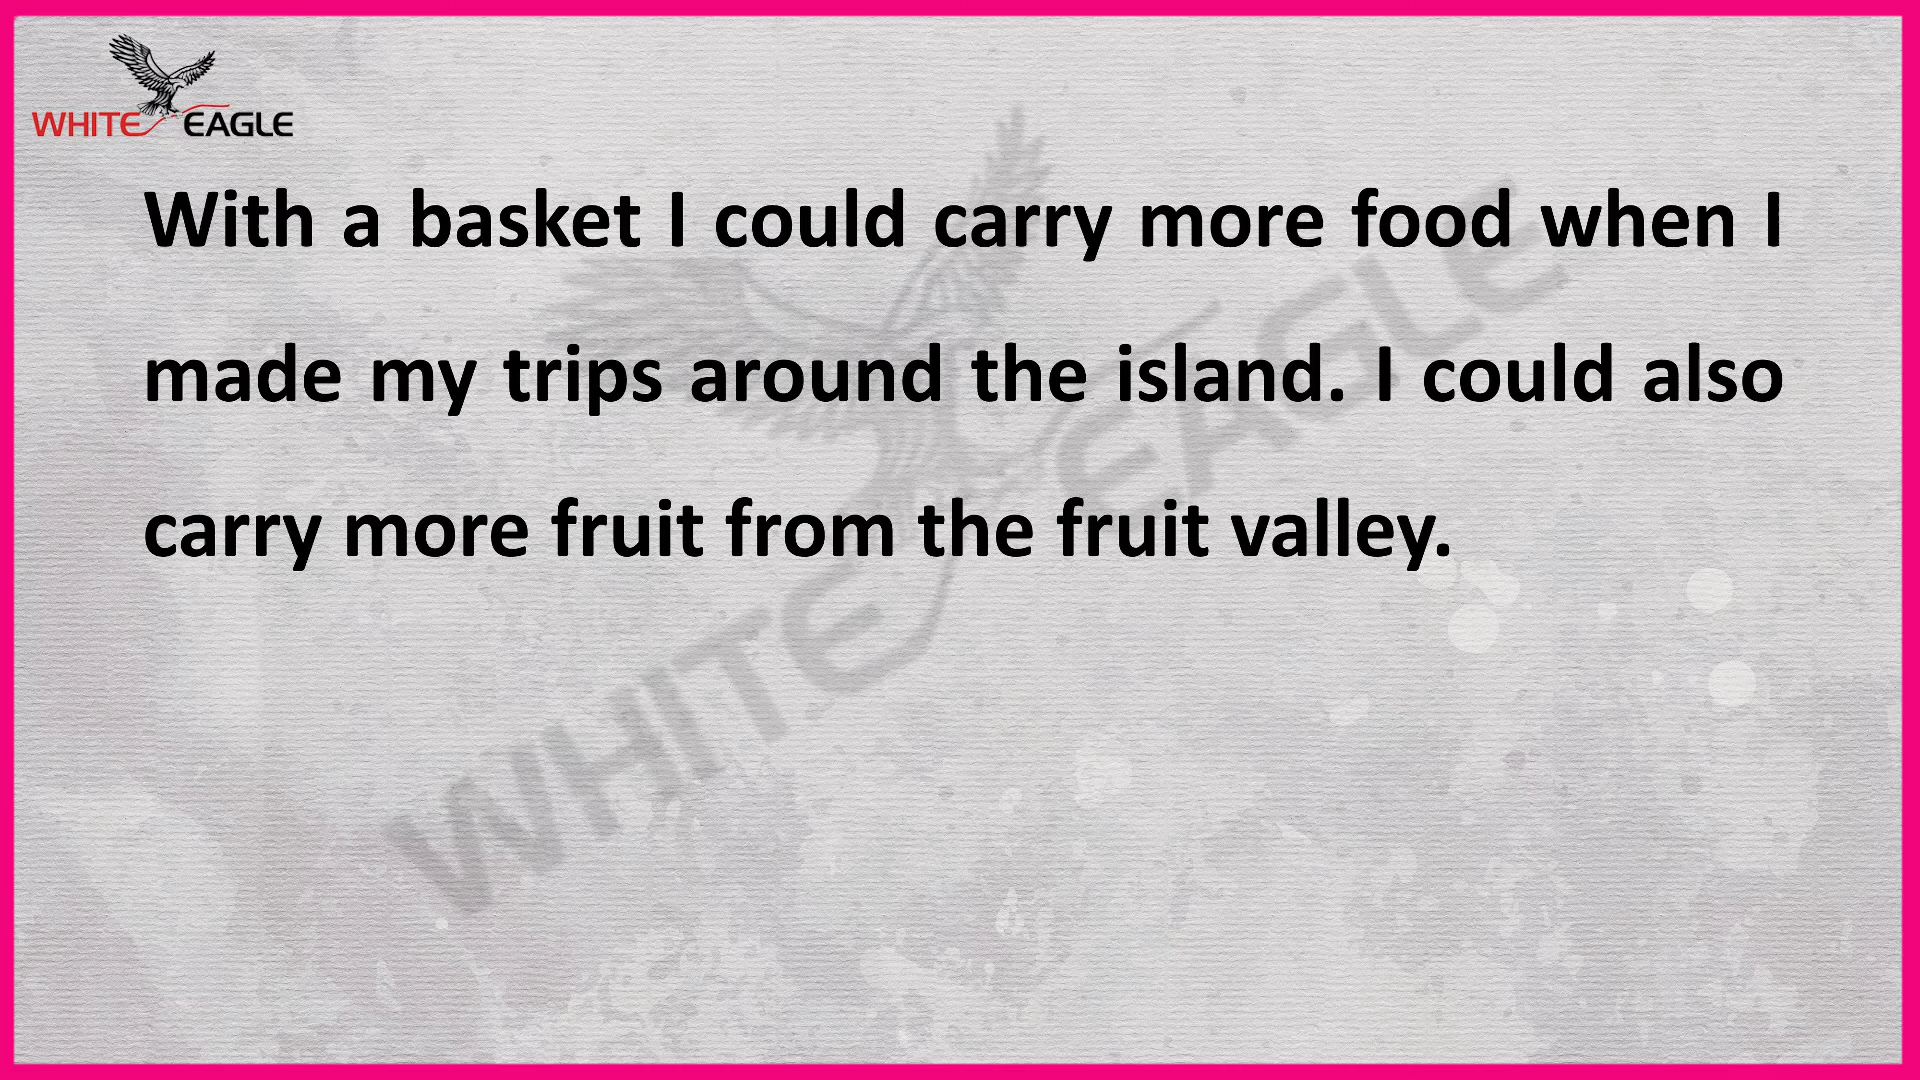 WHITE EAGLE
With a basket I could carry more food when I
made my trips around the island. I could also
carry more fruit from the fruit valley.
WHITE EAGLE